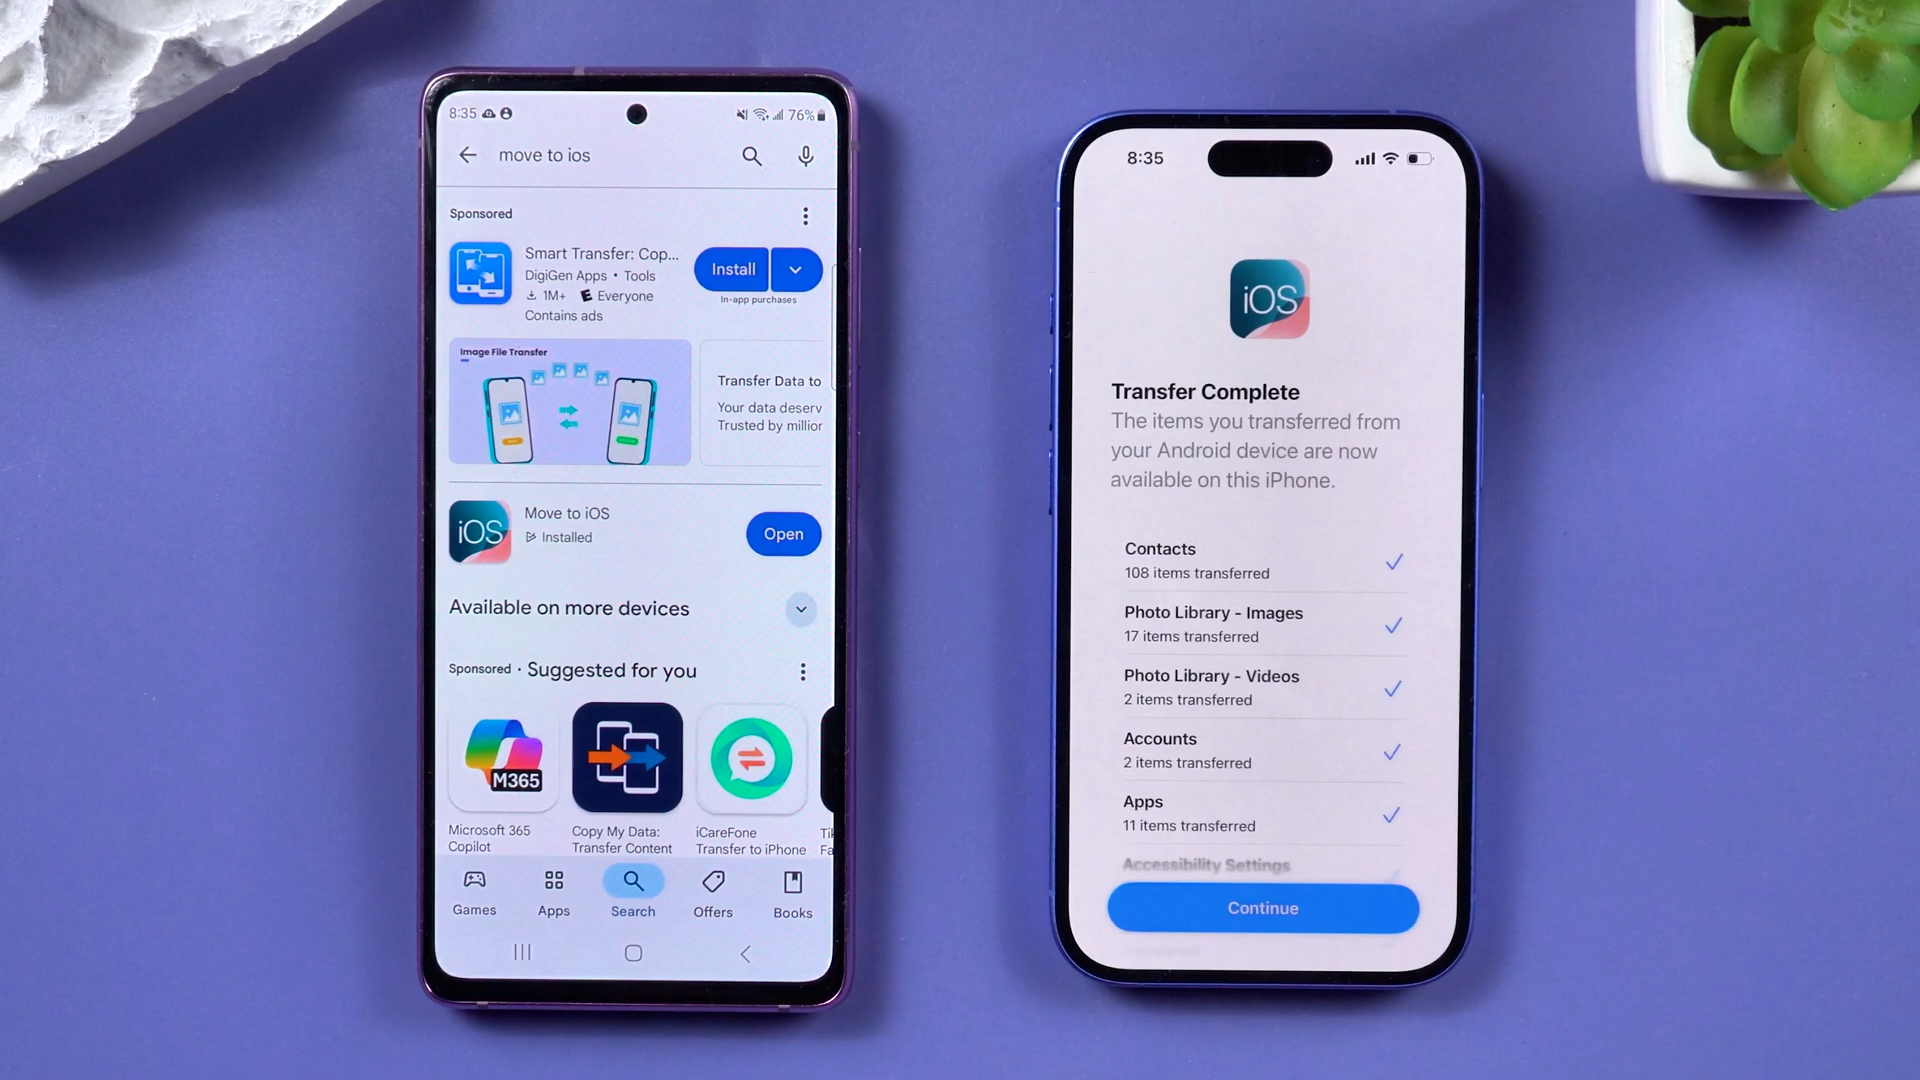 8:35
76%
move to ios
Sponsored
Smart Transfer: Cop...
DigiGen Apps • Tools
1M+ E Everyone
Contains ads
Install
In-app purchases
Image File Transfer
Transfer Data to
Your data deserv
Trusted by millior
iOS
Move to iOS
Installed
Open
Available on more devices
Sponsored · Suggested for you
M365
Microsoft 365
Copilot
Copy My Data:
Transfer Content
iCareFone
Transfer to iPhone
Games
Apps
Search
Offers
Books
8:35
iOS
Transfer Complete
The items you transferred from
your Android device are now
available on this iPhone.
Contacts
108 items transferred
Photo Library - Images
17 items transferred
Photo Library - Videos
2 items transferred
Accounts
2 items transferred
Apps
11 items transferred
Accessibility Settings
Continue